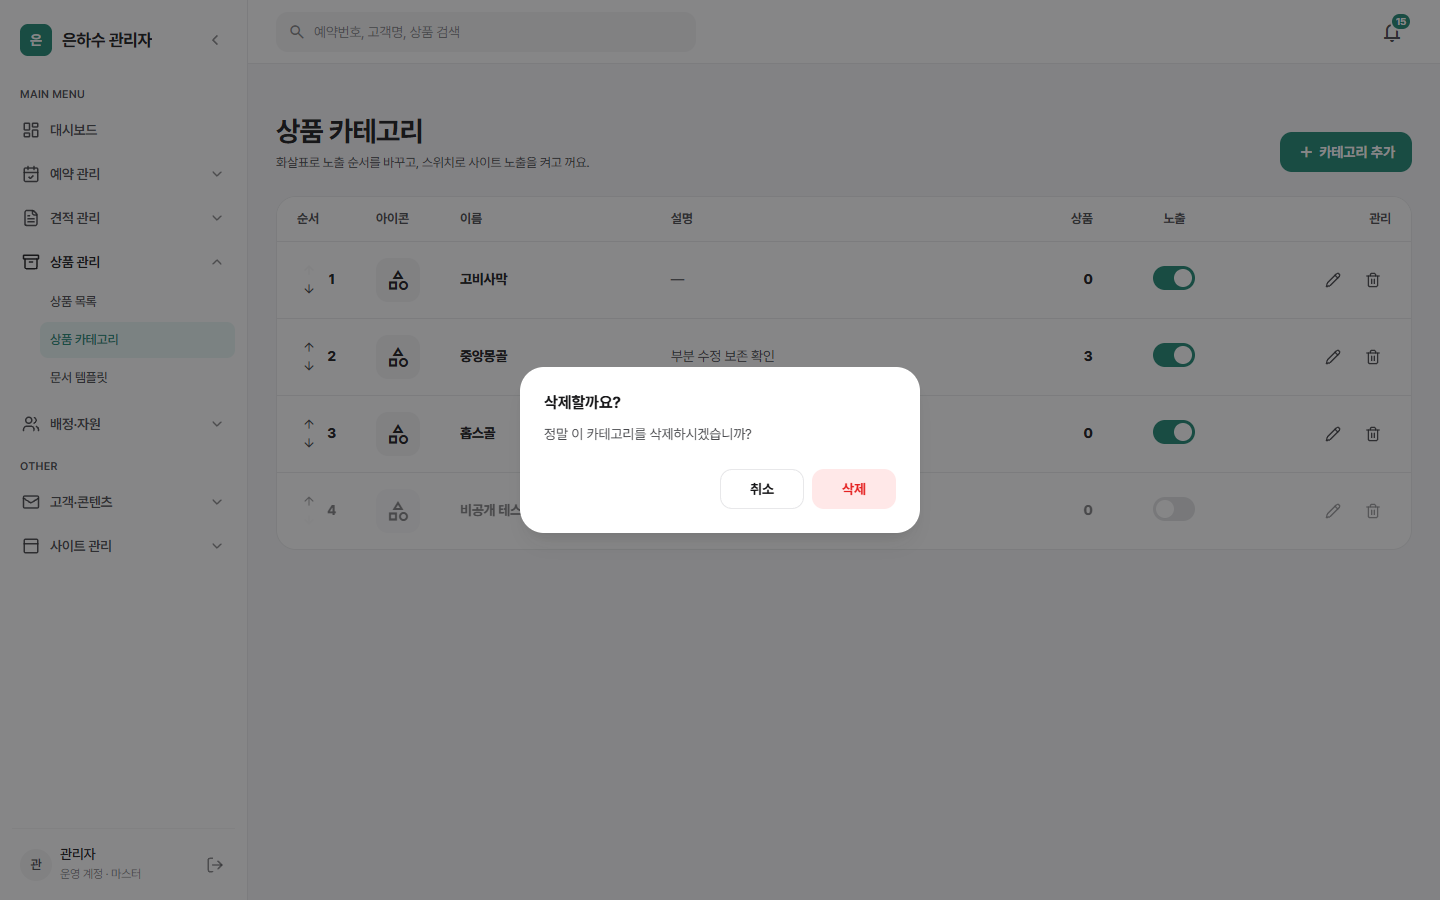 은 은하수 관리자
예약번호, 고객명, 상품 검색
15
MAIN MENU
대시보드
예약 관리
견적 관리
상품 관리
상품 목록
상품 카테고리
문서 템플릿
배정·자원
OTHER
고객·콘텐츠
사이트 관리
관 관리자
운영 계정 · 마스터
상품 카테고리
화살표로 노출 순서를 바꾸고, 스위치로 사이트 노출을 켜고 꺼요.
카테고리 추가
순서 아이콘 이름 설명 상품 노출 관리
1 고비사막 — 0
2 중앙몽골 부분 수정 보존 확인 3
3 홉스골 0
4 비공개 테스 0
삭제할까요?
정말 이 카테고리를 삭제하시겠습니까?
취소 삭제